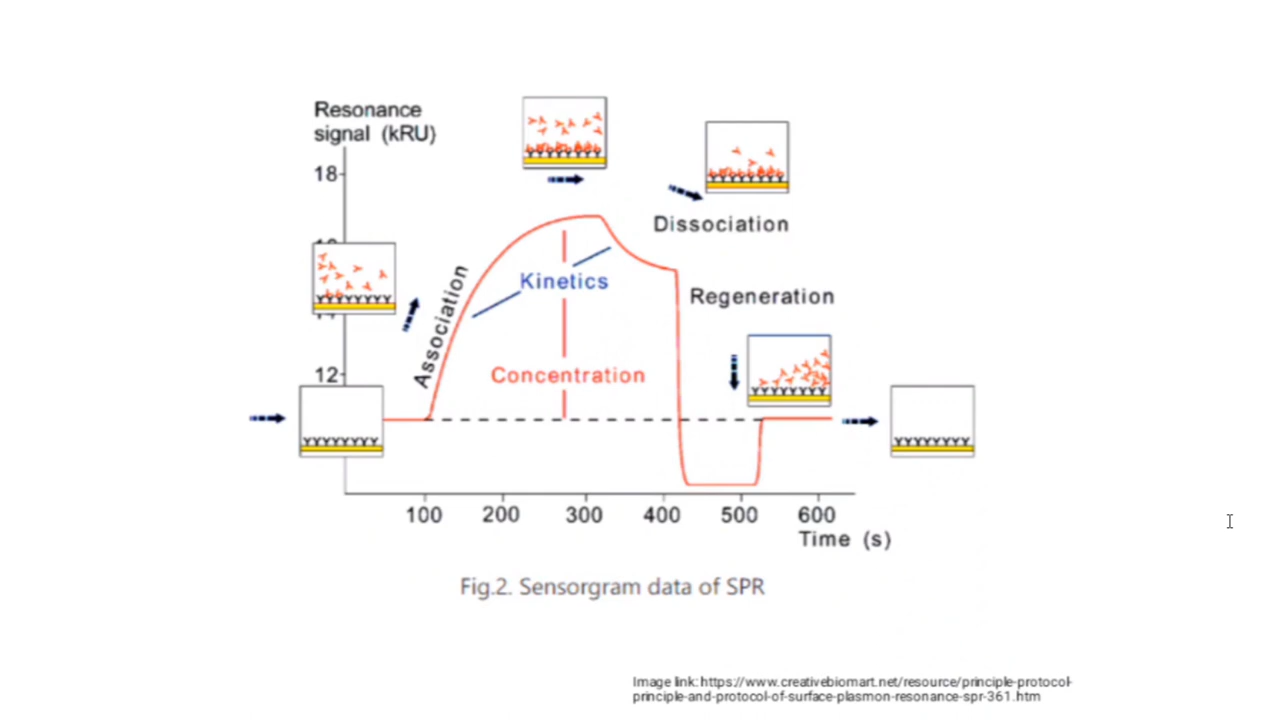 Resonance
signal (kRU)
18
12
Association
Kinetics
Concentration
Dissociation
Regeneration
100 200 300 400 500 600
Time (s)
Fig.2. Sensorgram data of SPR
Image link: https://www.creativebiomart.net/resource/principle-protocol-
principle-and-protocol-of-surface-plasmon-resonance-spr-361.htm